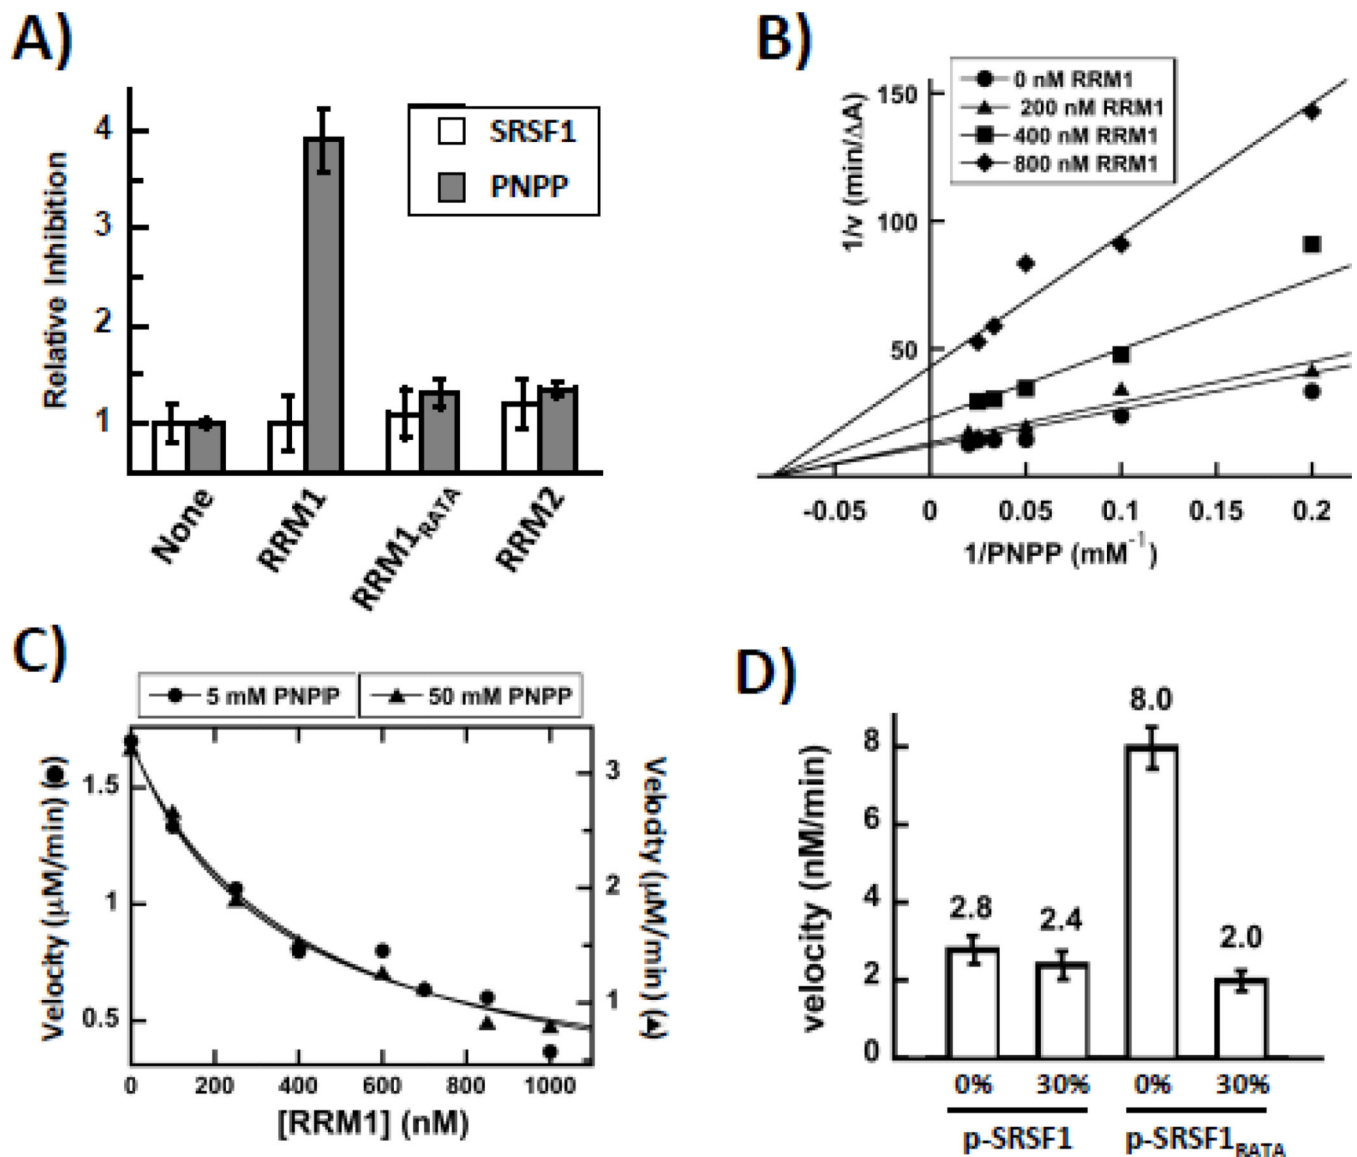 A)
Relative Inhibition
4
3
2
1
SRSF1
PNPP
None
RRM1
RRM1RATA
RRM2
B)
0 nM RRM1
200 nM RRM1
400 nM RRM1
800 nM RRM1
1/v (min/ΔA)
150
100
50
-0.05
0
0.05
0.1
0.15
0.2
1/PNPP (mM-1)
C)
5 mM PNPIP
50 mM PNPP
Velocity (μM/min) (●)
1.5
1
0.5
Velocity (μM/min) (▲)
3
2
1
0
200
400
600
800
1000
[RRM1] (nM)
D)
velocity (nM/min)
8
6
4
2
0
2.8
2.4
8.0
2.0
0%
30%
0%
30%
p-SRSF1
p-SRSF1RATA